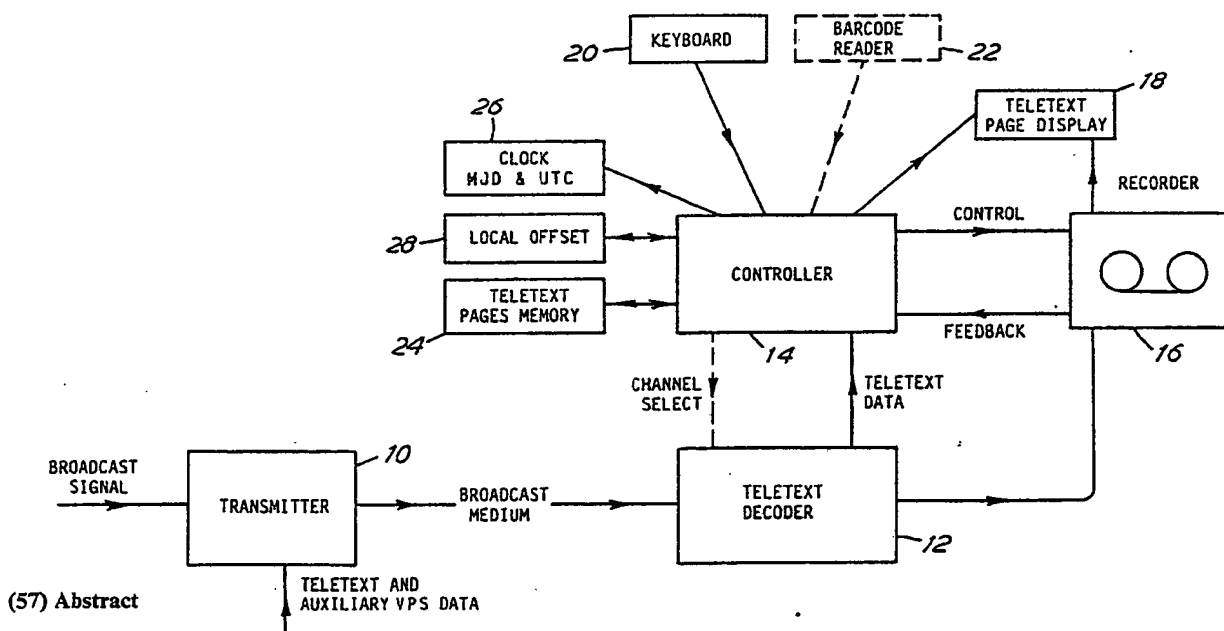 20
KEYBOARD
BARCODE
READER
22
18
TELETEXT
PAGE DISPLAY
26
CLOCK
MJD & UTC
RECORDER
28
LOCAL OFFSET
CONTROL
CONTROLLER
TELETEXT
PAGES MEMORY
24
FEEDBACK
14
16
CHANNEL
SELECT
TELETEXT
DATA
10
BROADCAST
SIGNAL
TRANSMITTER
BROADCAST
MEDIUM
TELETEXT
DECODER
12
(57) Abstract
TELETEXT AND
AUXILIARY VPS DATA